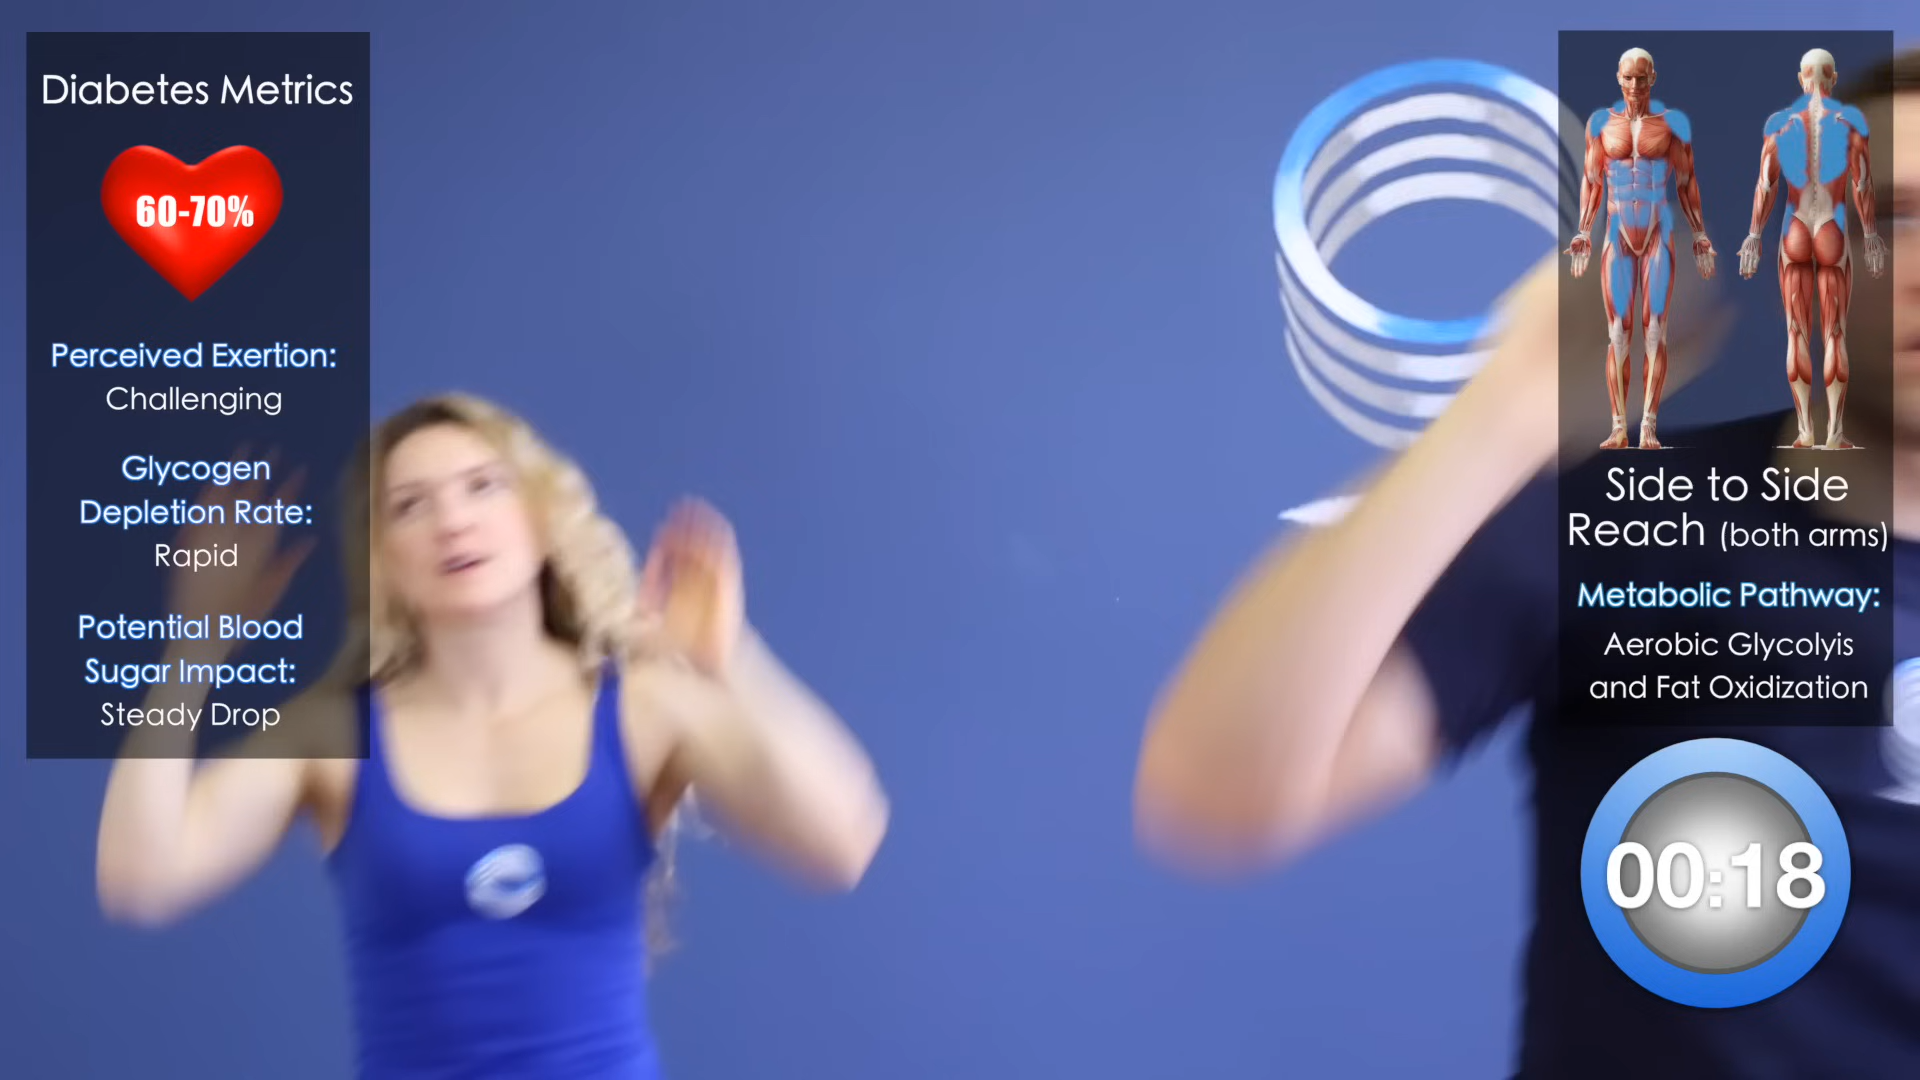 Diabetes Metrics
60-70%
Perceived Exertion:
Challenging
Glycogen
Depletion Rate:
Rapid
Potential Blood
Sugar Impact:
Steady Drop
Side to Side
Reach (both arms)
Metabolic Pathway:
Aerobic Glycolyis
and Fat Oxidization
00:18